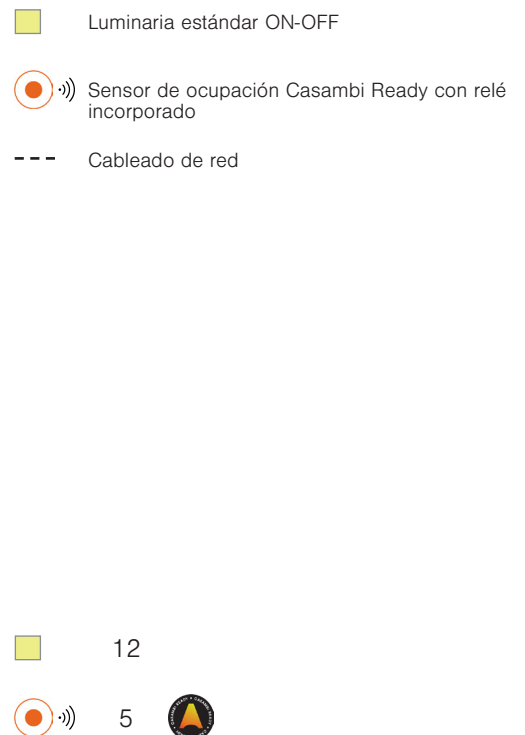 Luminaria estándar ON-OFF
Sensor de ocupación Casambi Ready con relé
incorporado
Cableado de red
12
5